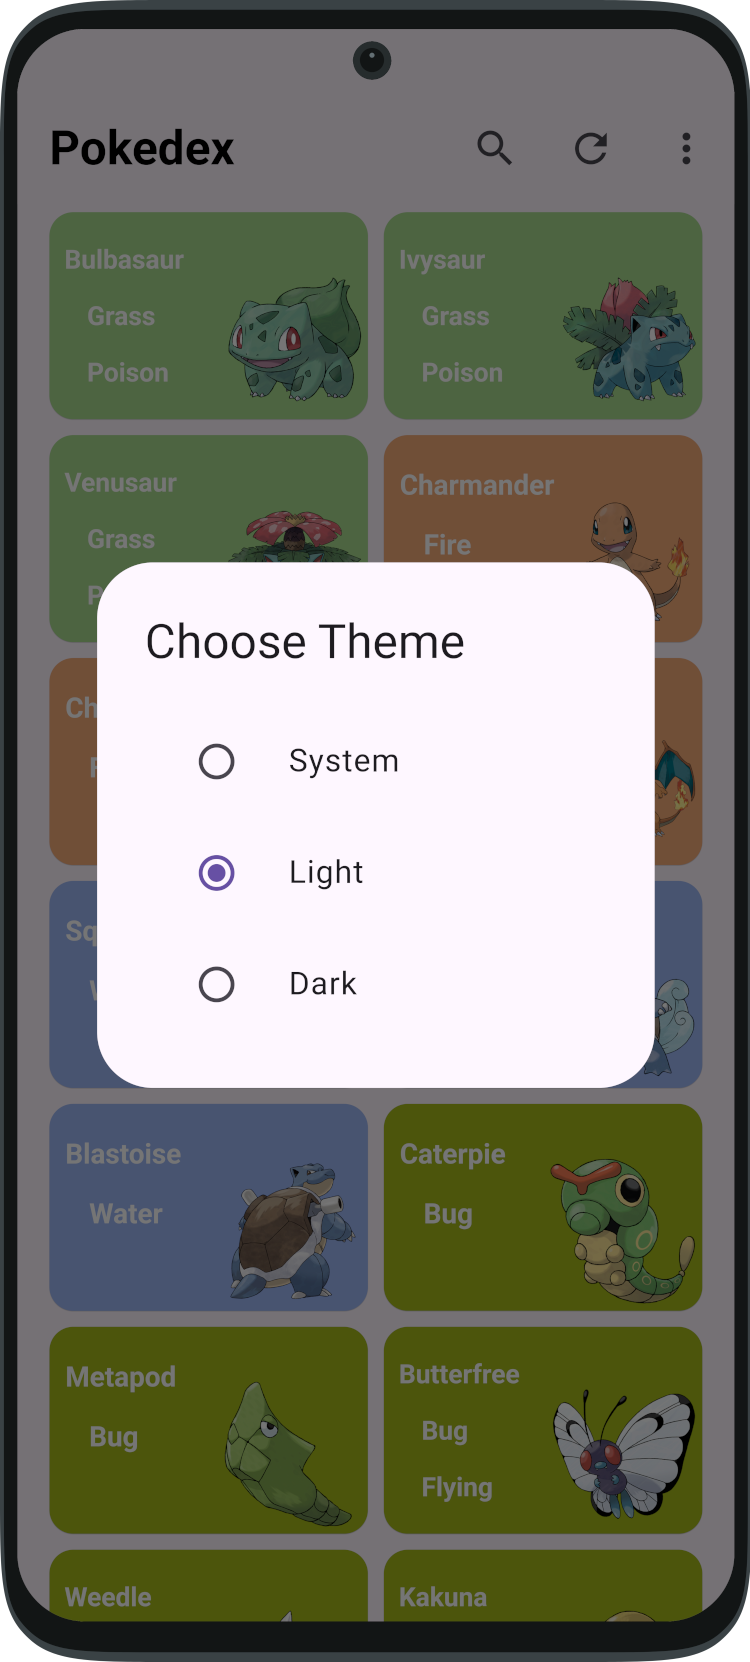 Pokedex
Bulbasaur
Grass
Poison
Ivysaur
Grass
Poison
Venusaur
Grass
P
Charmander
Fire
Choose Theme
System
Light
Dark
Ch
F
Sq
Blastoise
Water
Caterpie
Bug
Metapod
Bug
Butterfree
Bug
Flying
Weedle
Kakuna